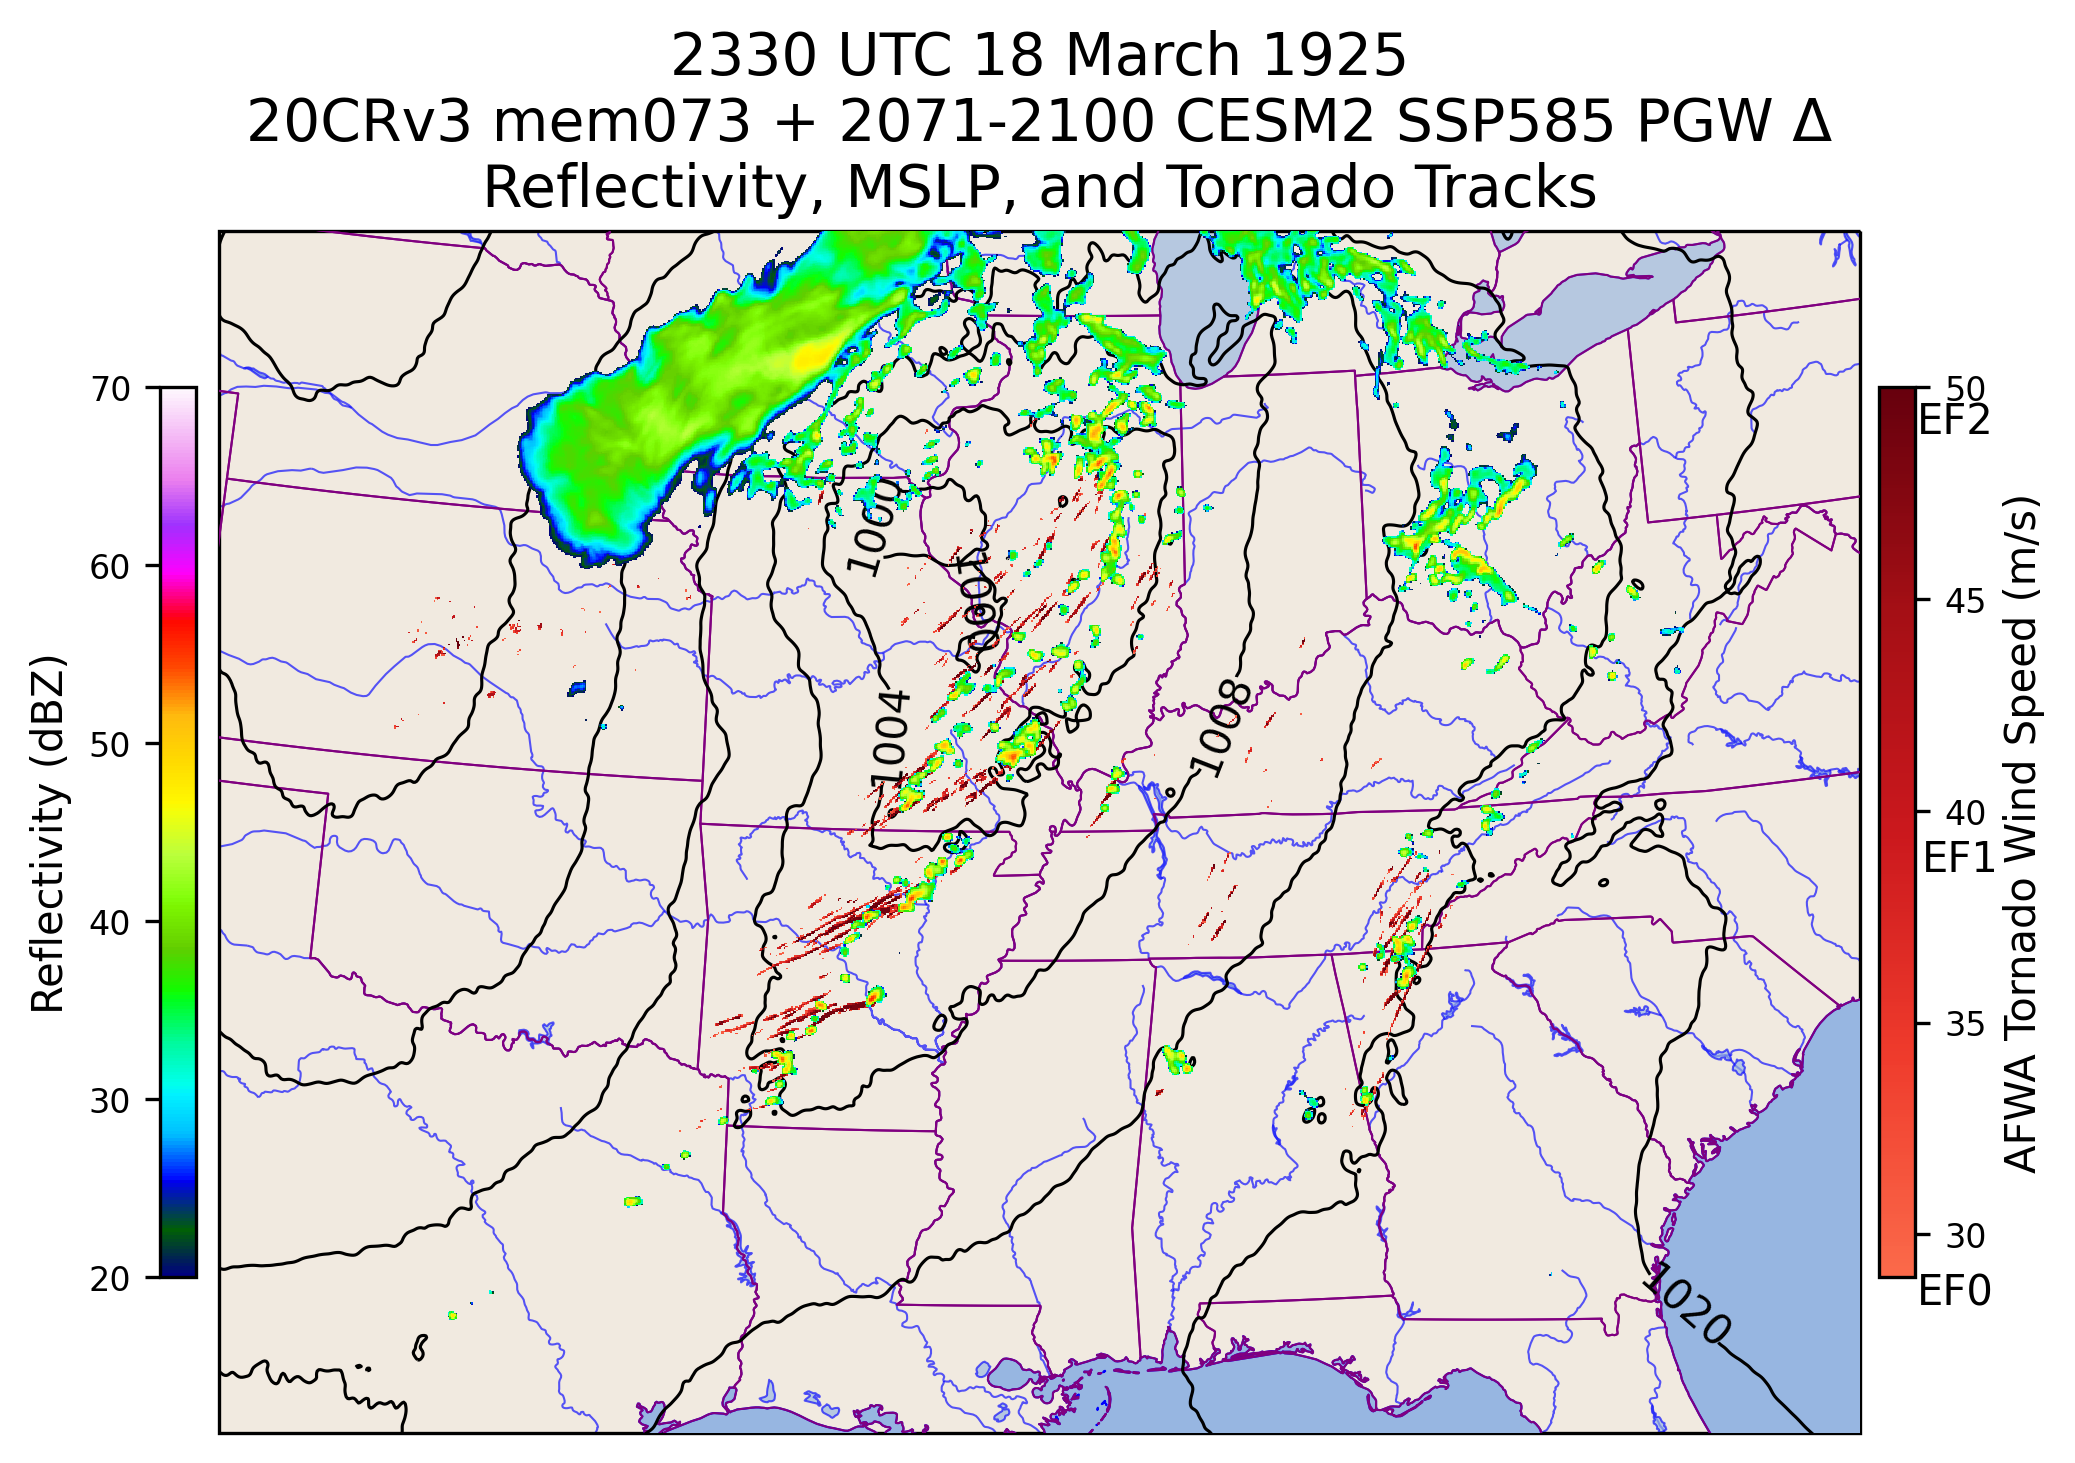 2330 UTC 18 March 1925
20CRv3 mem073 + 2071-2100 CESM2 SSP585 PGW Δ
Reflectivity, MSLP, and Tornado Tracks
Reflectivity (dBZ)
70
60
50
40
30
20
1000
1000
1004
1008
1020
50
EF2
45
40
EF1
35
30
EF0
AFWA Tornado Wind Speed (m/s)